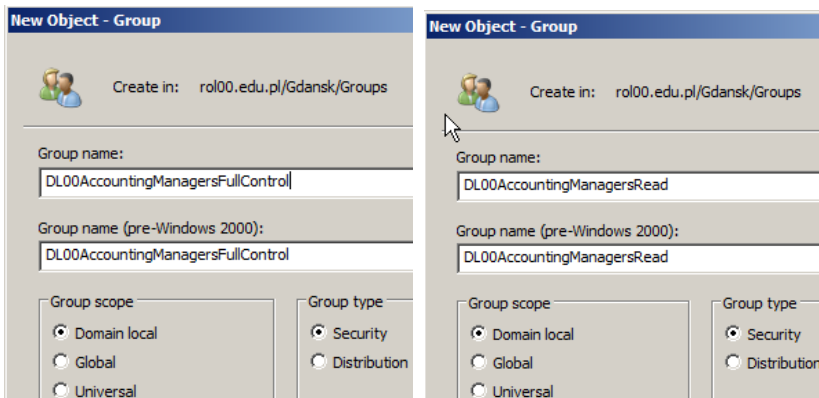 New Object - Group
Create in: rol00.edu.pl/Gdansk/Groups
Group name:
DL00AccountingManagersFullControl
Group name (pre-Windows 2000):
DL00AccountingManagersFullControl
Group scope
Domain local
Global
Universal
Group type
Security
Distribution
New Object - Group
Create in: rol00.edu.pl/Gdansk/Groups
Group name:
DL00AccountingManagersRead
Group name (pre-Windows 2000):
DL00AccountingManagersRead
Group scope
Domain local
Global
Universal
Group type
Security
Distribution